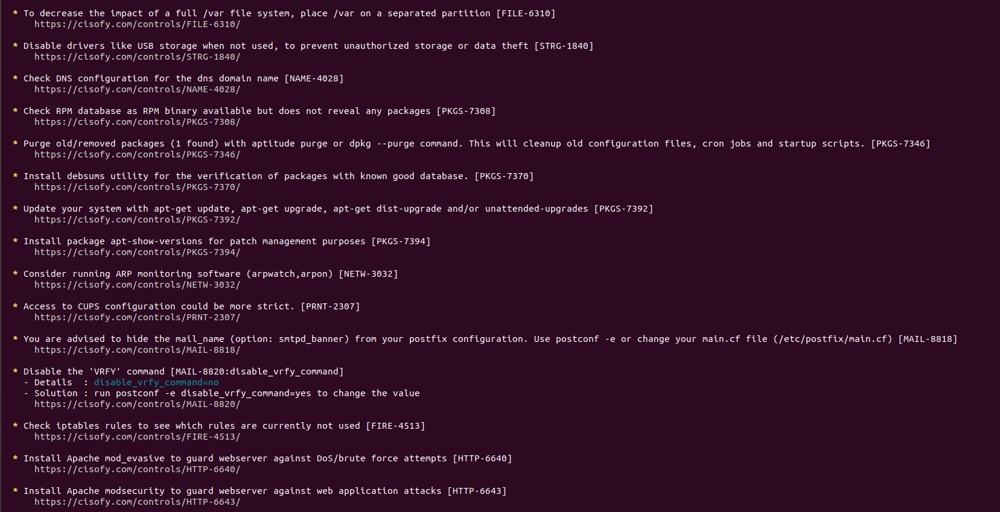 * To decrease the impact of a full /var file system, place /var on a separated partition [FILE-6310]
https://cisofy.com/controls/FILE-6310/
* Disable drivers like USB storage when not used, to prevent unauthorized storage or data theft [STRG-1840]
https://cisofy.com/controls/STRG-1840/
* Check DNS configuration for the dns domain name [NAME-4028]
https://cisofy.com/controls/NAME-4028/
* Check RPM database as RPM binary available but does not reveal any packages [PKGS-7308]
https://cisofy.com/controls/PKGS-7308/
* Purge old/removed packages (1 found) with aptitude purge or dpkg --purge command. This will cleanup old configuration files, cron jobs and startup scripts. [PKGS-7346]
https://cisofy.com/controls/PKGS-7346/
* Install debsums utility for the verification of packages with known good database. [PKGS-7370]
https://cisofy.com/controls/PKGS-7370/
* Update your system with apt-get update, apt-get upgrade, apt-get dist-upgrade and/or unattended-upgrades [PKGS-7392]
https://cisofy.com/controls/PKGS-7392/
* Install package apt-show-versions for patch management purposes [PKGS-7394]
https://cisofy.com/controls/PKGS-7394/
* Consider running ARP monitoring software (arpwatch,arpon) [NETW-3032]
https://cisofy.com/controls/NETW-3032/
* Access to CUPS configuration could be more strict. [PRNT-2307]
https://cisofy.com/controls/PRNT-2307/
* You are advised to hide the mail_name (option: smtpd_banner) from your postfix configuration. Use postconf -e or change your main.cf file (/etc/postfix/main.cf) [MAIL-8818]
https://cisofy.com/controls/MAIL-8818/
* Disable the 'VRFY' command [MAIL-8820:disable_vrfy_command]
- Details  : disable_vrfy_command=no
- Solution : run postconf -e disable_vrfy_command=yes to change the value
https://cisofy.com/controls/MAIL-8820/
* Check iptables rules to see which rules are currently not used [FIRE-4513]
https://cisofy.com/controls/FIRE-4513/
* Install Apache mod_evasive to guard webserver against DoS/brute force attempts [HTTP-6640]
https://cisofy.com/controls/HTTP-6640/
* Install Apache modsecurity to guard webserver against web application attacks [HTTP-6643]
https://cisofy.com/controls/HTTP-6643/